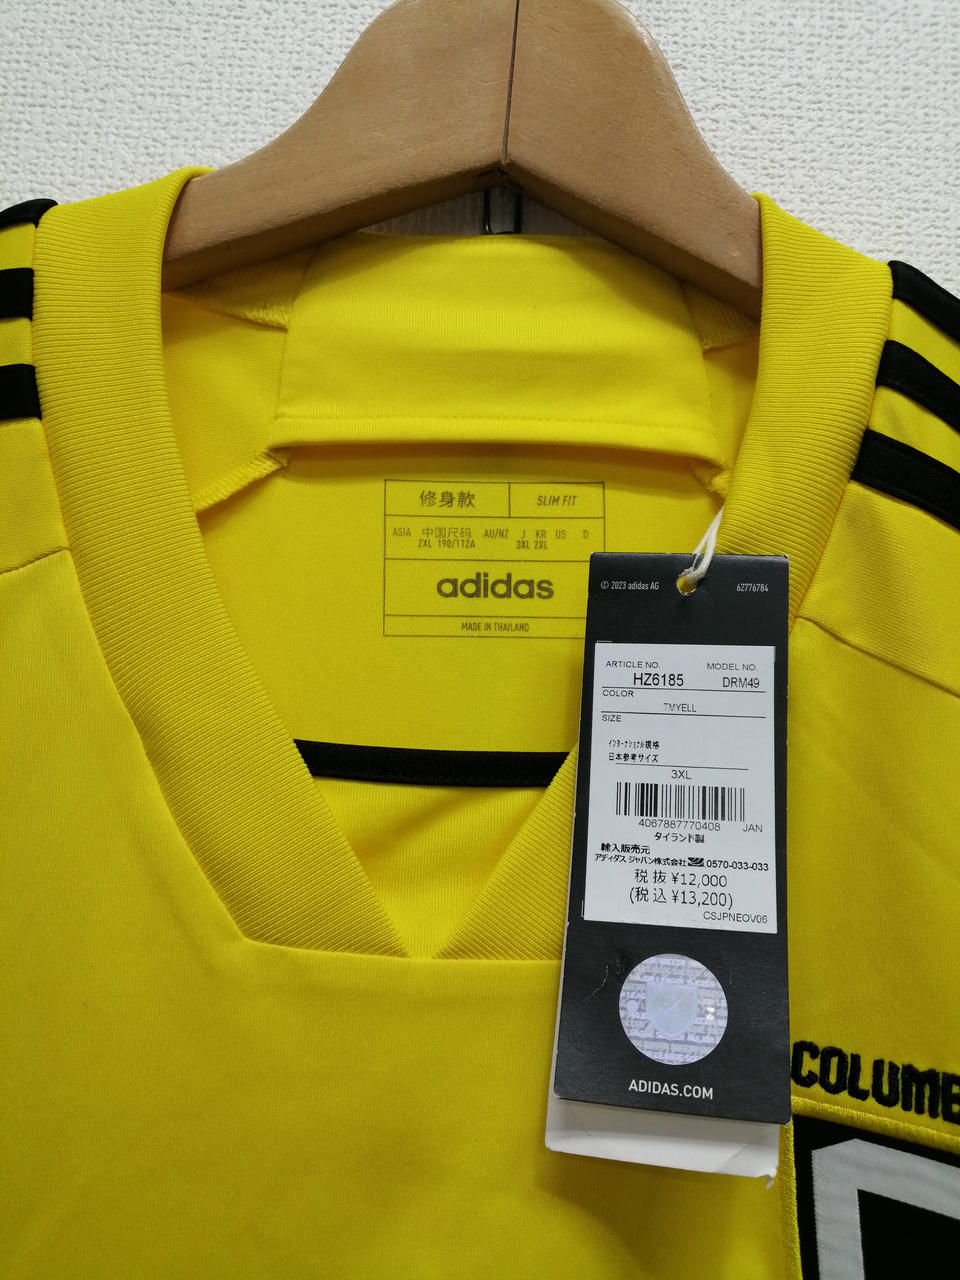 修身款 SLIM FIT
ASIA 中国尺码 AU/NZ J KR US D
2XL 190/112A 3XL 2XL
adidas
MADE IN THAILAND
© 2023 adidas AG 62776784
ARTICLE NO. MODEL NO.
HZ6185 DRM49
COLOR
TMYELL
SIZE
インターナショナル規格
日本参考サイズ
3XL
4067887770408 JAN
タイランド製
輸入販売元
アディダス ジャパン株式会社 0570-033-033
税抜 ¥12,000
(税込 ¥13,200)
CSJPNEOV06
ADIDAS.COM
COLUMB